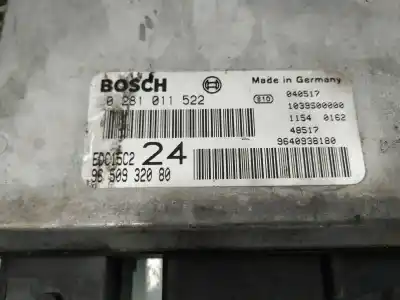 BOSCH
Made in Germany
0 281 011 522
040517
1039S00000
1154 0162
48517
EDC15C2 24
9640938180
96 509 320 80